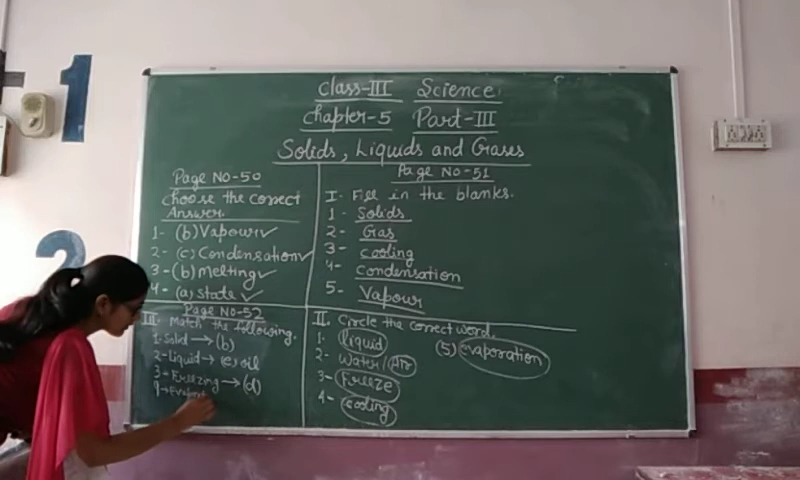 1
2
Class-III Science
Chapter-5 Part-III
Solids, Liquids and Gases
Page NO-50
choose the correct
Answer.
1- (b) Vapour✓
2- (c) Condensation✓
3- (b) melting✓
4- (a) state✓
Page NO-51
I- Fill in the blanks.
1- Solids
2- Gas
3- cooling
4- condensation
5- Vapour
Page NO-52
III. Match the following.
1. Solid → (b)
2- Liquid → (e) oil
3- Freezing → (d)
II. Circle the correct word.
1. liquid
2- Water / Air
3- Freeze
4- cooling
(5) evaporation